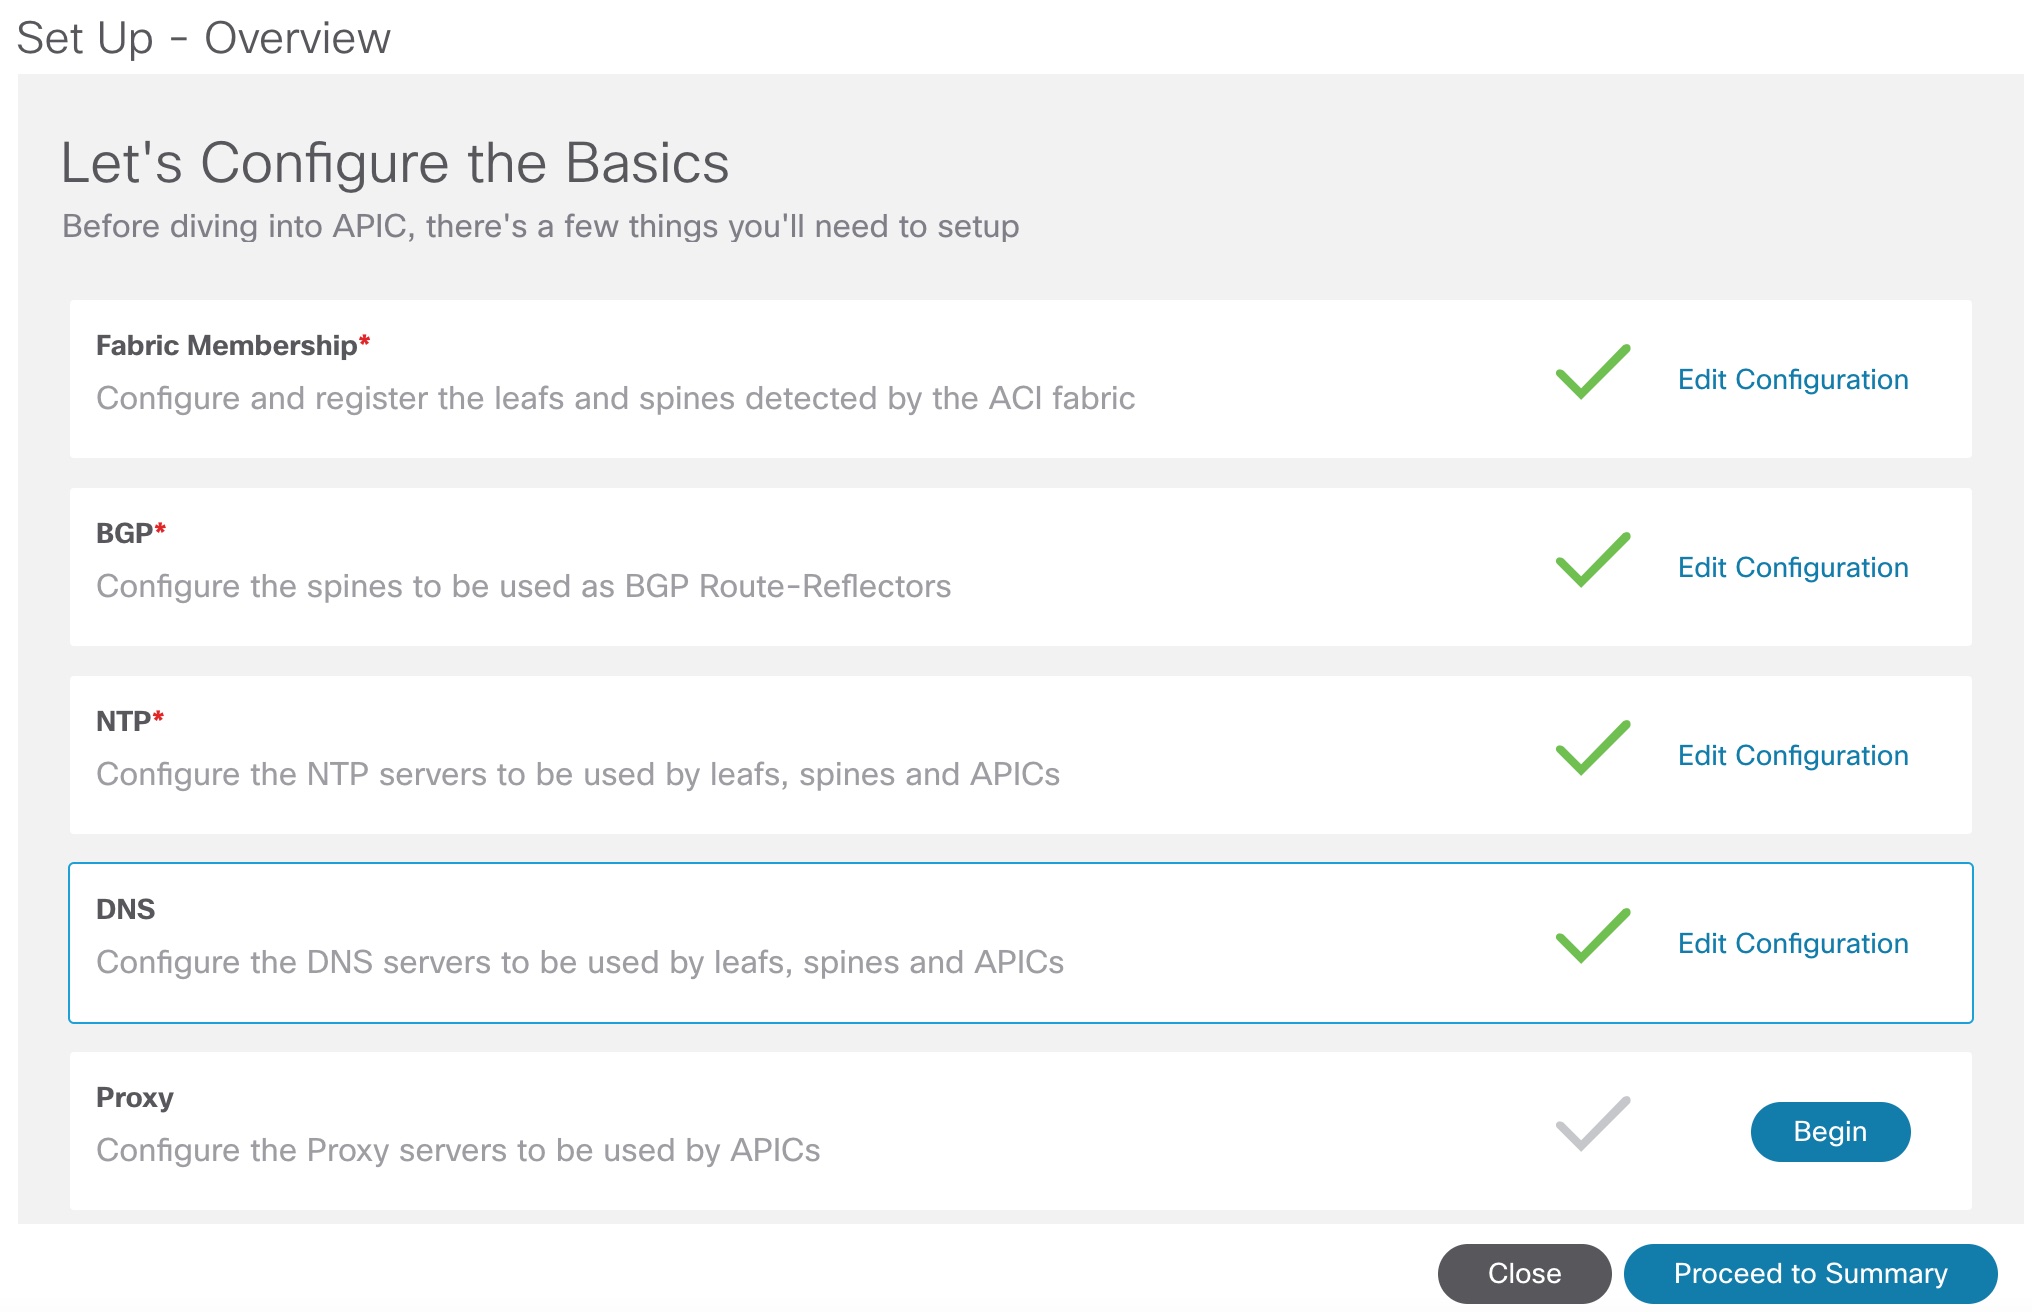 Set Up - Overview
Let's Configure the Basics
Before diving into APIC, there's a few things you'll need to setup
Fabric Membership*
Configure and register the leafs and spines detected by the ACI fabric
Edit Configuration
BGP*
Configure the spines to be used as BGP Route-Reflectors
Edit Configuration
NTP*
Configure the NTP servers to be used by leafs, spines and APICs
Edit Configuration
DNS
Configure the DNS servers to be used by leafs, spines and APICs
Edit Configuration
Proxy
Configure the Proxy servers to be used by APICs
Begin
Close
Proceed to Summary